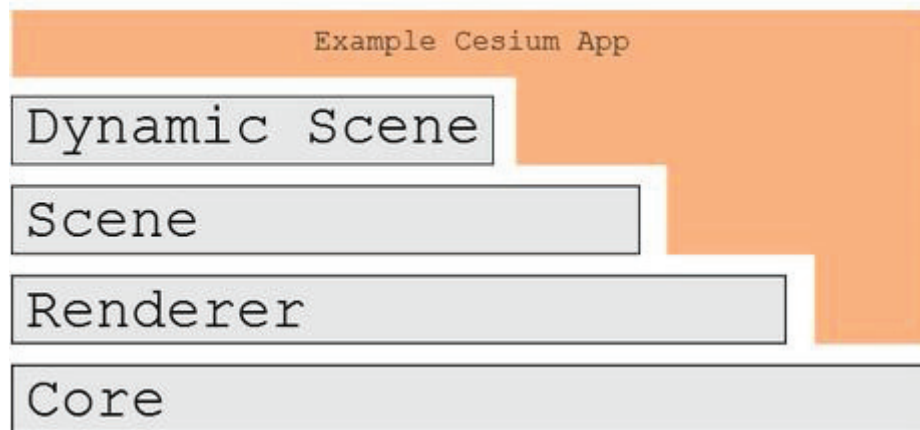 Example Cesium App
Dynamic Scene
Scene
Renderer
Core